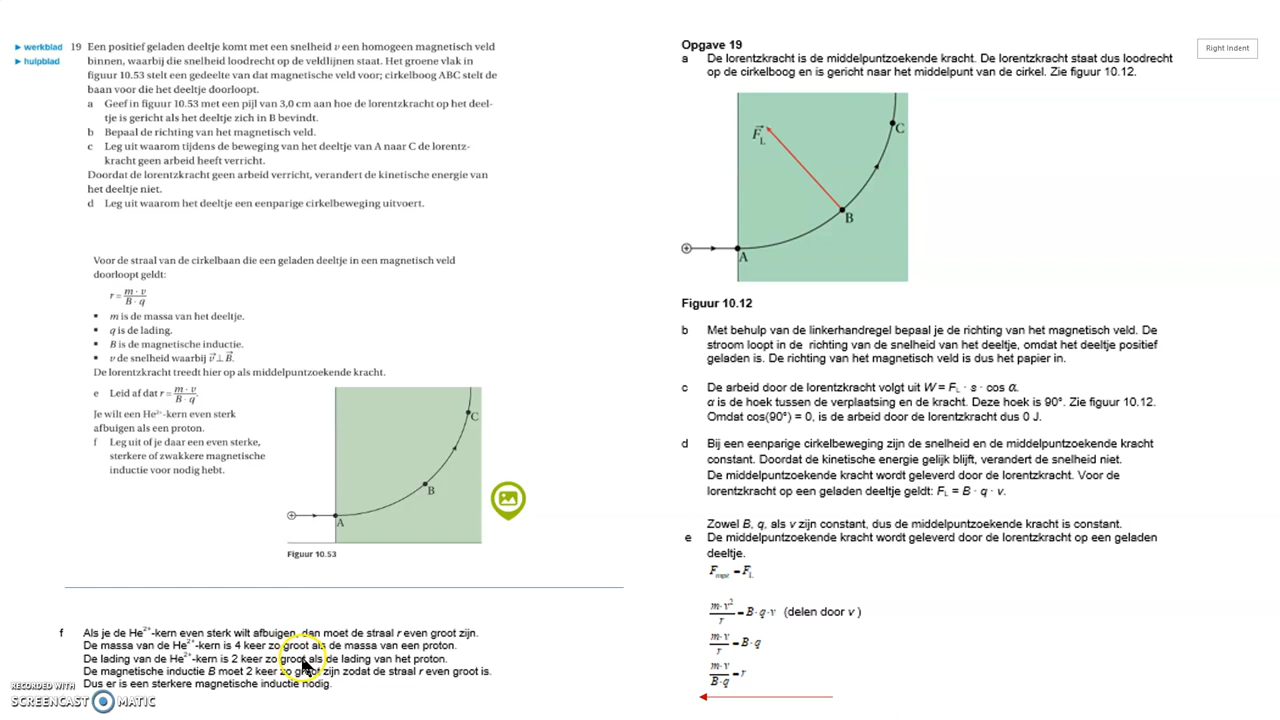 ▶ werkblad
▶ hulpblad
19 Een positief geladen deeltje komt met een snelheid v een homogeen magnetisch veld
binnen, waarbij die snelheid loodrecht op de veldlijnen staat. Het groene vlak in
figuur 10.53 stelt een gedeelte van dat magnetische veld voor; cirkelboog ABC stelt de
baan voor die het deeltje doorloopt.
a Geef in figuur 10.53 met een pijl van 3,0 cm aan hoe de lorentzkracht op het deel-
tje is gericht als het deeltje zich in B bevindt.
b Bepaal de richting van het magnetisch veld.
c Leg uit waarom tijdens de beweging van het deeltje van A naar C de lorentz-
kracht geen arbeid heeft verricht.
Doordat de lorentzkracht geen arbeid verricht, verandert de kinetische energie van
het deeltje niet.
d Leg uit waarom het deeltje een eenparige cirkelbeweging uitvoert.
Voor de straal van de cirkelbaan die een geladen deeltje in een magnetisch veld
doorloopt geldt:
r = m · v / B · q
▪ m is de massa van het deeltje.
▪ q is de lading.
▪ B is de magnetische inductie.
▪ v de snelheid waarbij v⃗ ⊥ B⃗.
De lorentzkracht treedt hier op als middelpuntzoekende kracht.
e Leid af dat r = m · v / B · q.
Je wilt een He²⁺-kern even sterk
afbuigen als een proton.
f Leg uit of je daar een even sterke,
sterkere of zwakkere magnetische
inductie voor nodig hebt.
C
B
⊕
A
Figuur 10.53
f Als je de He²⁺-kern even sterk wilt afbuigen, dan moet de straal r even groot zijn.
De massa van de He²⁺-kern is 4 keer zo groot als de massa van een proton.
De lading van de He²⁺-kern is 2 keer zo groot als de lading van het proton.
De magnetische inductie B moet 2 keer zo groot zijn zodat de straal r even groot is.
Dus er is een sterkere magnetische inductie nodig.
RECORDED WITH
SCREENCAST MATIC
Right Indent
Opgave 19
a De lorentzkracht is de middelpuntzoekende kracht. De lorentzkracht staat dus loodrecht
op de cirkelboog en is gericht naar het middelpunt van de cirkel. Zie figuur 10.12.
F⃗L
C
B
⊕
A
Figuur 10.12
b Met behulp van de linkerhandregel bepaal je de richting van het magnetisch veld. De
stroom loopt in de richting van de snelheid van het deeltje, omdat het deeltje positief
geladen is. De richting van het magnetisch veld is dus het papier in.
c De arbeid door de lorentzkracht volgt uit W = FL · s · cos α.
α is de hoek tussen de verplaatsing en de kracht. Deze hoek is 90°. Zie figuur 10.12.
Omdat cos(90°) = 0, is de arbeid door de lorentzkracht dus 0 J.
d Bij een eenparige cirkelbeweging zijn de snelheid en de middelpuntzoekende kracht
constant. Doordat de kinetische energie gelijk blijft, verandert de snelheid niet.
De middelpuntzoekende kracht wordt geleverd door de lorentzkracht. Voor de
lorentzkracht op een geladen deeltje geldt: FL = B · q · v.
Zowel B, q, als v zijn constant, dus de middelpuntzoekende kracht is constant.
e De middelpuntzoekende kracht wordt geleverd door de lorentzkracht op een geladen
deeltje.
Fmpz = FL
m·v² / r = B·q·v (delen door v )
m·v / r = B·q
m·v / B·q = r